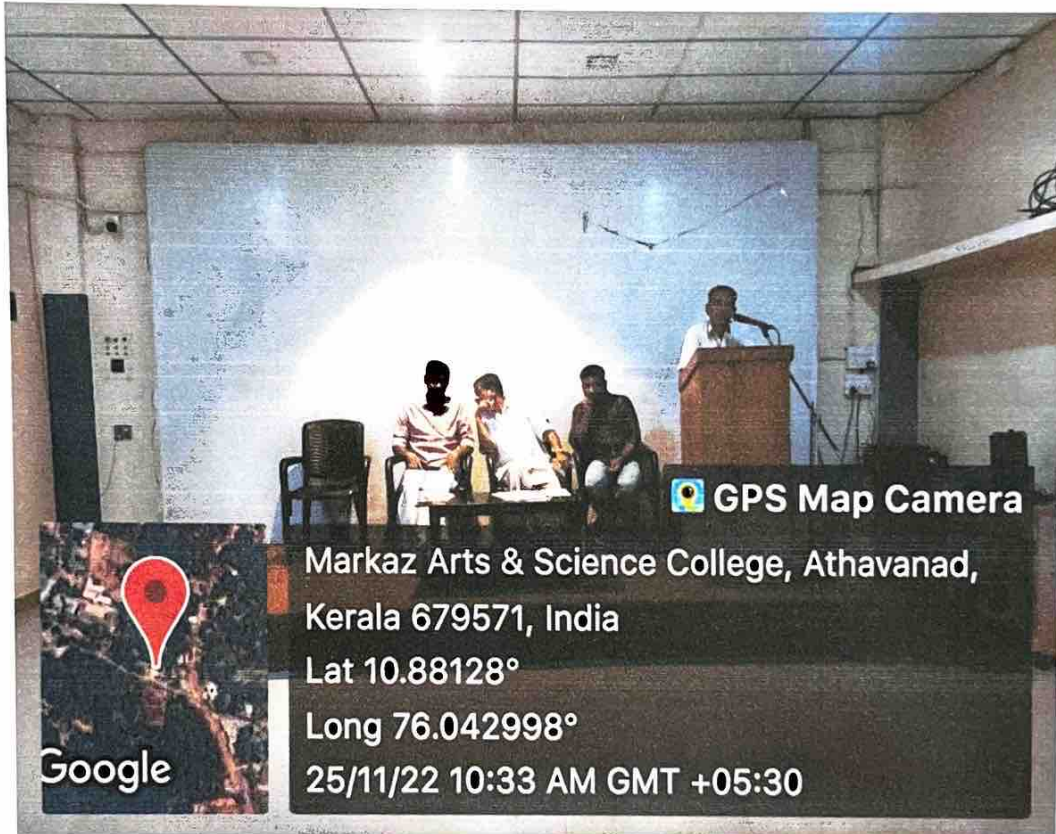 GPS Map Camera
Markaz Arts & Science College, Athavanad,
Kerala 679571, India
Lat 10.88128°
Long 76.042998°
25/11/22 10:33 AM GMT +05:30
Google